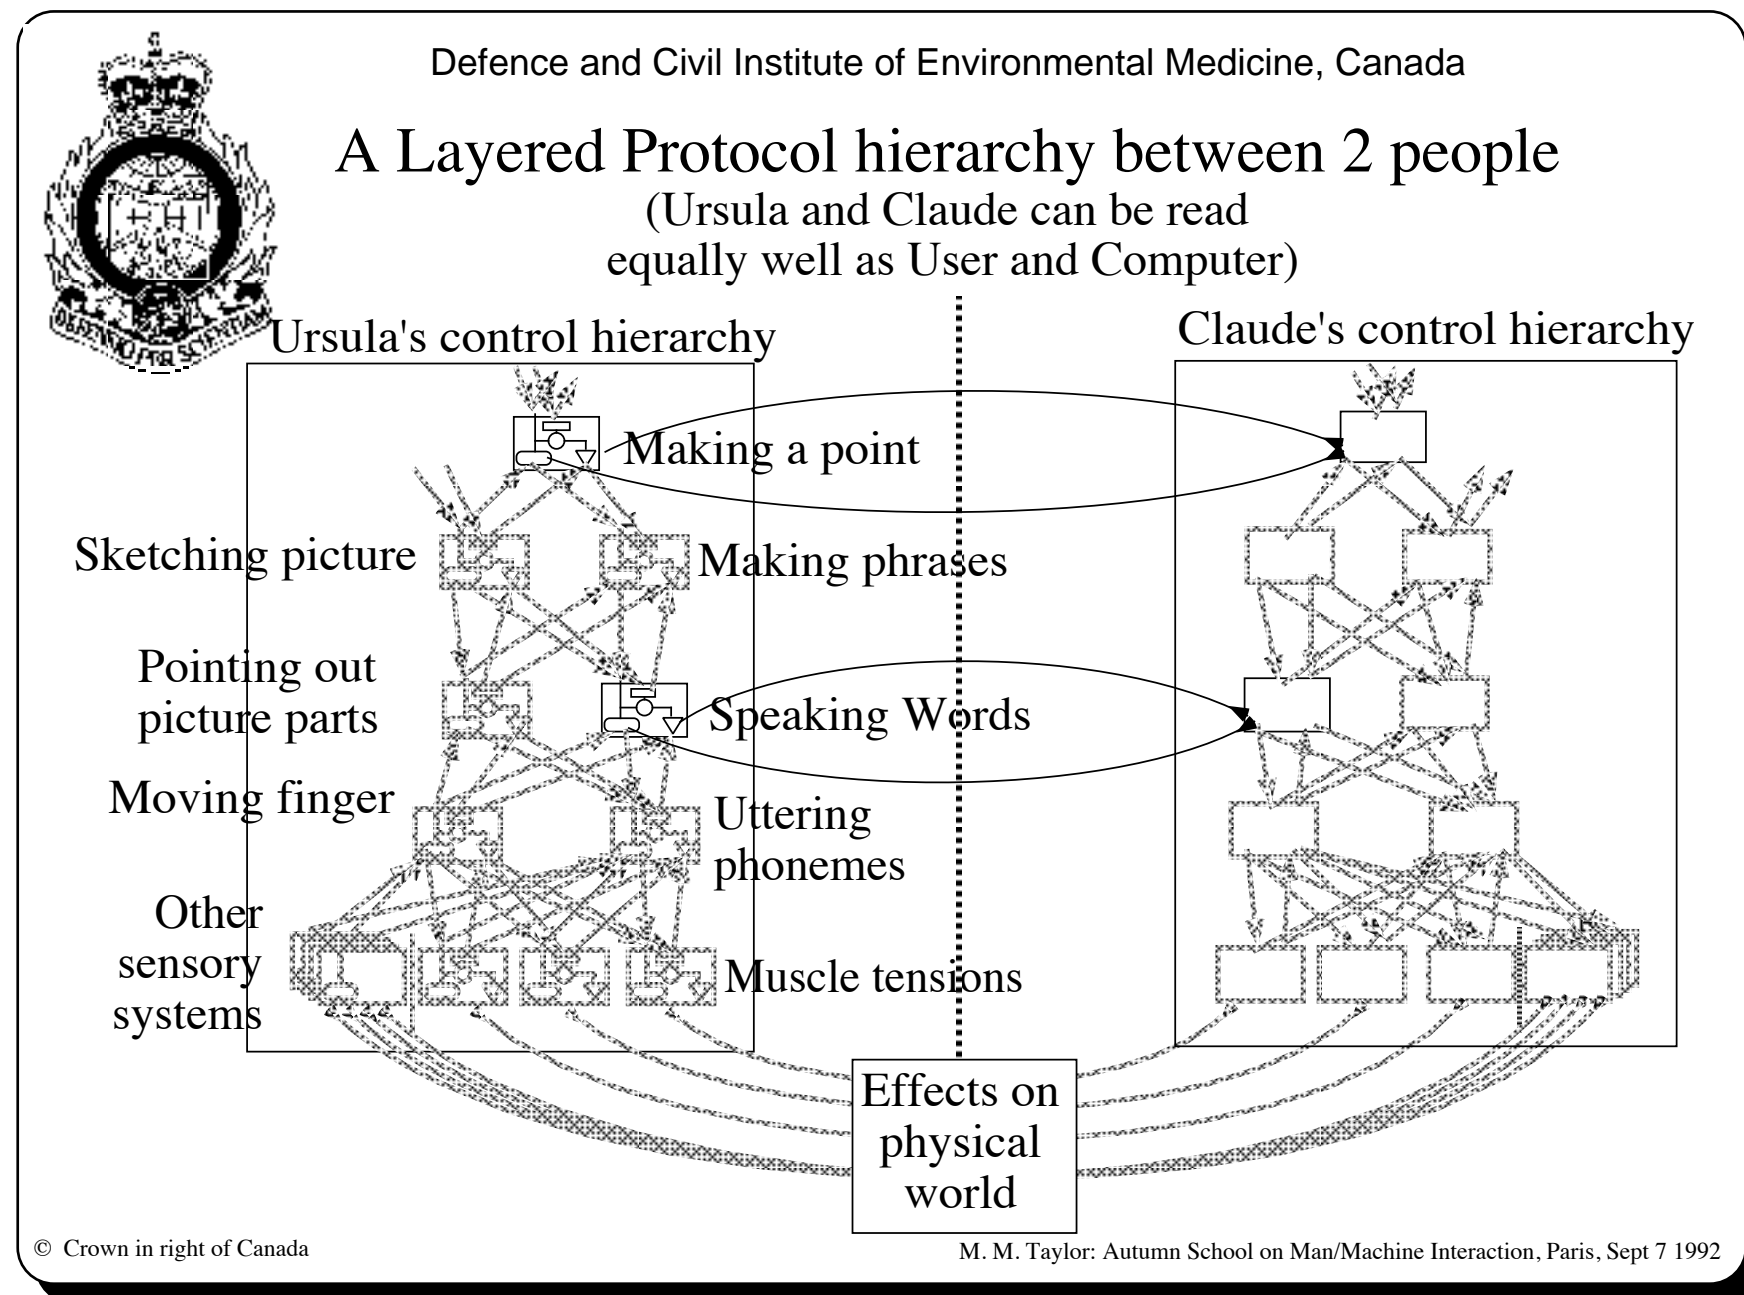 Defence and Civil Institute of Environmental Medicine, Canada
A Layered Protocol hierarchy between 2 people
(Ursula and Claude can be read
equally well as User and Computer)
Ursula's control hierarchy
Claude's control hierarchy
Making a point
Sketching picture
Making phrases
Pointing out
picture parts
Speaking Words
Moving finger
Uttering
phonemes
Other
sensory
systems
Muscle tensions
Effects on
physical
world
© Crown in right of Canada
M. M. Taylor: Autumn School on Man/Machine Interaction, Paris, Sept 7 1992